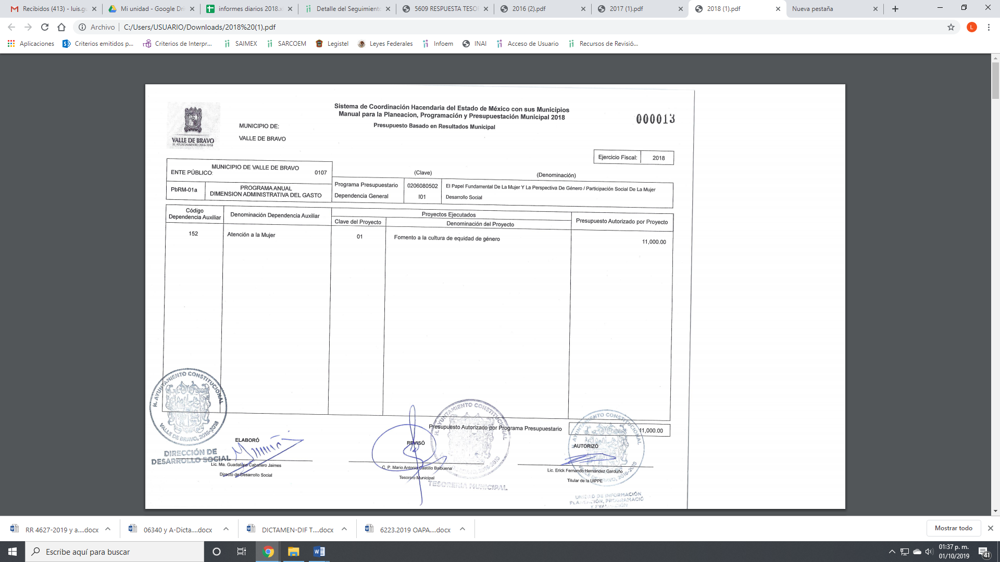 Recibidos (413) - luis.gu
Mi unidad - Google Dri
informes diarios 2018.x
Detalle del Seguimiento
5609 RESPUESTA TESO
2016 (2).pdf
2017 (1).pdf
2018 (1).pdf
Nueva pestaña
Archivo
C:/Users/USUARIO/Downloads/2018%20(1).pdf
L
Aplicaciones
Criterios emitidos p...
Criterios de Interpr...
SAIMEX
SARCOEM
Legistel
Leyes Federales
Infoem
INAI
Acceso de Usuario
Recursos de Revisió...
VALLE DE BRAVO
H. AYUNTAMIENTO 2016-2018
MUNICIPIO DE:
VALLE DE BRAVO
Sistema de Coordinación Hacendaria del Estado de México con sus Municipios
Manual para la Planeacion, Programación y Presupuestación Municipal 2018
Presupuesto Basado en Resultados Municipal
000013
Ejercicio Fiscal: 2018
MUNICIPIO DE VALLE DE BRAVO
ENTE PÚBLICO: 0107
PbRM-01a
PROGRAMA ANUAL
DIMENSION ADMINISTRATIVA DEL GASTO
(Clave)
(Denominación)
Programa Presupuestario 0206080502 El Papel Fundamental De La Mujer Y La Perspectiva De Género / Participación Social De La Mujer
Dependencia General I01 Desarrollo Social
Código
Dependencia Auxiliar
Denominación Dependencia Auxiliar
Proyectos Ejecutados
Clave del Proyecto
Denominación del Proyecto
Presupuesto Autorizado por Proyecto
152 Atención a la Mujer 01 Fomento a la cultura de equidad de género 11,000.00
Presupuesto Autorizado por Programa Presupuestario 11,000.00
H. AYUNTAMIENTO CONSTITUCIONAL
VALLE DE BRAVO, 2016-2018
DIRECCIÓN DE
DESARROLLO SOCIAL
ELABORÓ
Lic. Ma. Guadalupe Caballero Jaimes
Directo de Desarrollo Social
H. AYUNTAMIENTO CONSTITUCIONAL
REVISÓ
C. P. Mario Antonio Castillo Balbuena
Tesorero Municipal
TESORERIA MUNICIPAL
AYUNTAMIENTO CONSTITUCIONAL
VALLE DE BRAVO, 2016-2018
AUTORIZÓ
Lic. Erick Fernando Hernández Garduño
Titular de la UIPPE
UNIDAD DE INFORMACIÓN
PLANEACIÓN, PROGRAMACIÓ
Y EVALUACIÓN
RR 4627-2019 y a....docx
06340 y A-Dicta....docx
DICTAMEN-DIF T....docx
6223.2019 OAPA....docx
Mostrar todo
Escribe aquí para buscar
01:37 p. m.
01/10/2019
41